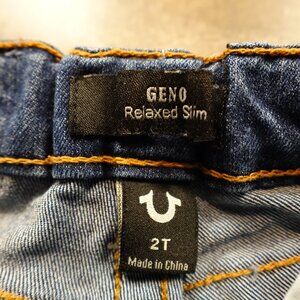 GENO
Relaxed Slim
2T
Made in China